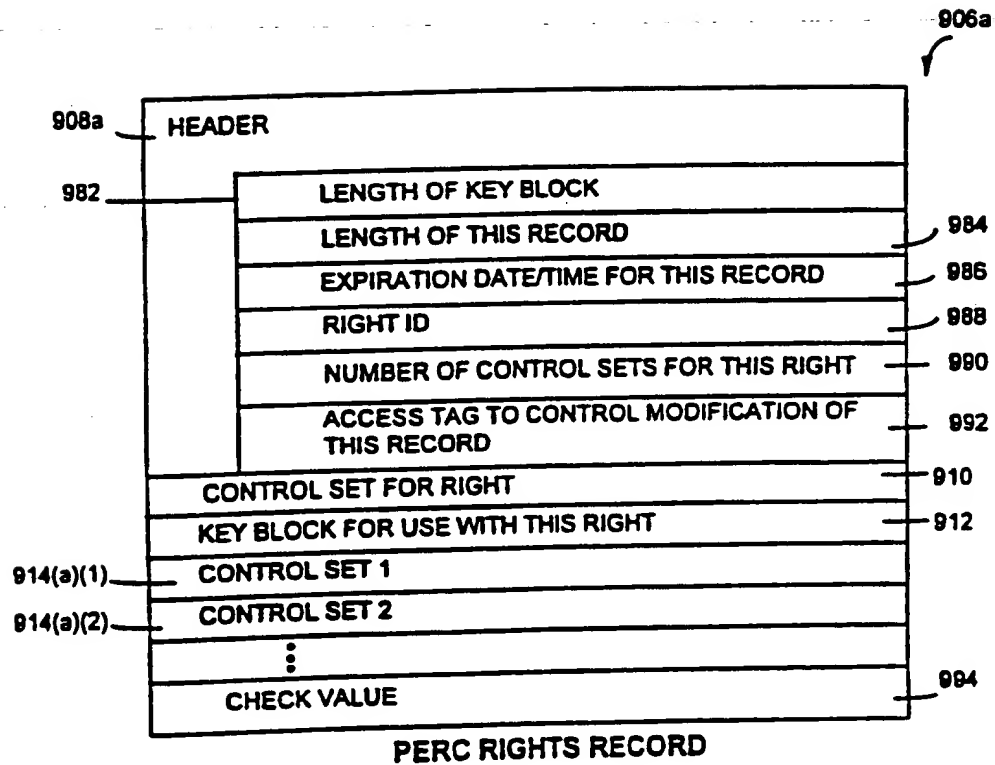 906a
908a HEADER
982 LENGTH OF KEY BLOCK
LENGTH OF THIS RECORD 984
EXPIRATION DATE/TIME FOR THIS RECORD 986
RIGHT ID 988
NUMBER OF CONTROL SETS FOR THIS RIGHT 990
ACCESS TAG TO CONTROL MODIFICATION OF
THIS RECORD 992
CONTROL SET FOR RIGHT 910
KEY BLOCK FOR USE WITH THIS RIGHT 912
914(a)(1) CONTROL SET 1
914(a)(2) CONTROL SET 2
CHECK VALUE 994
PERC RIGHTS RECORD